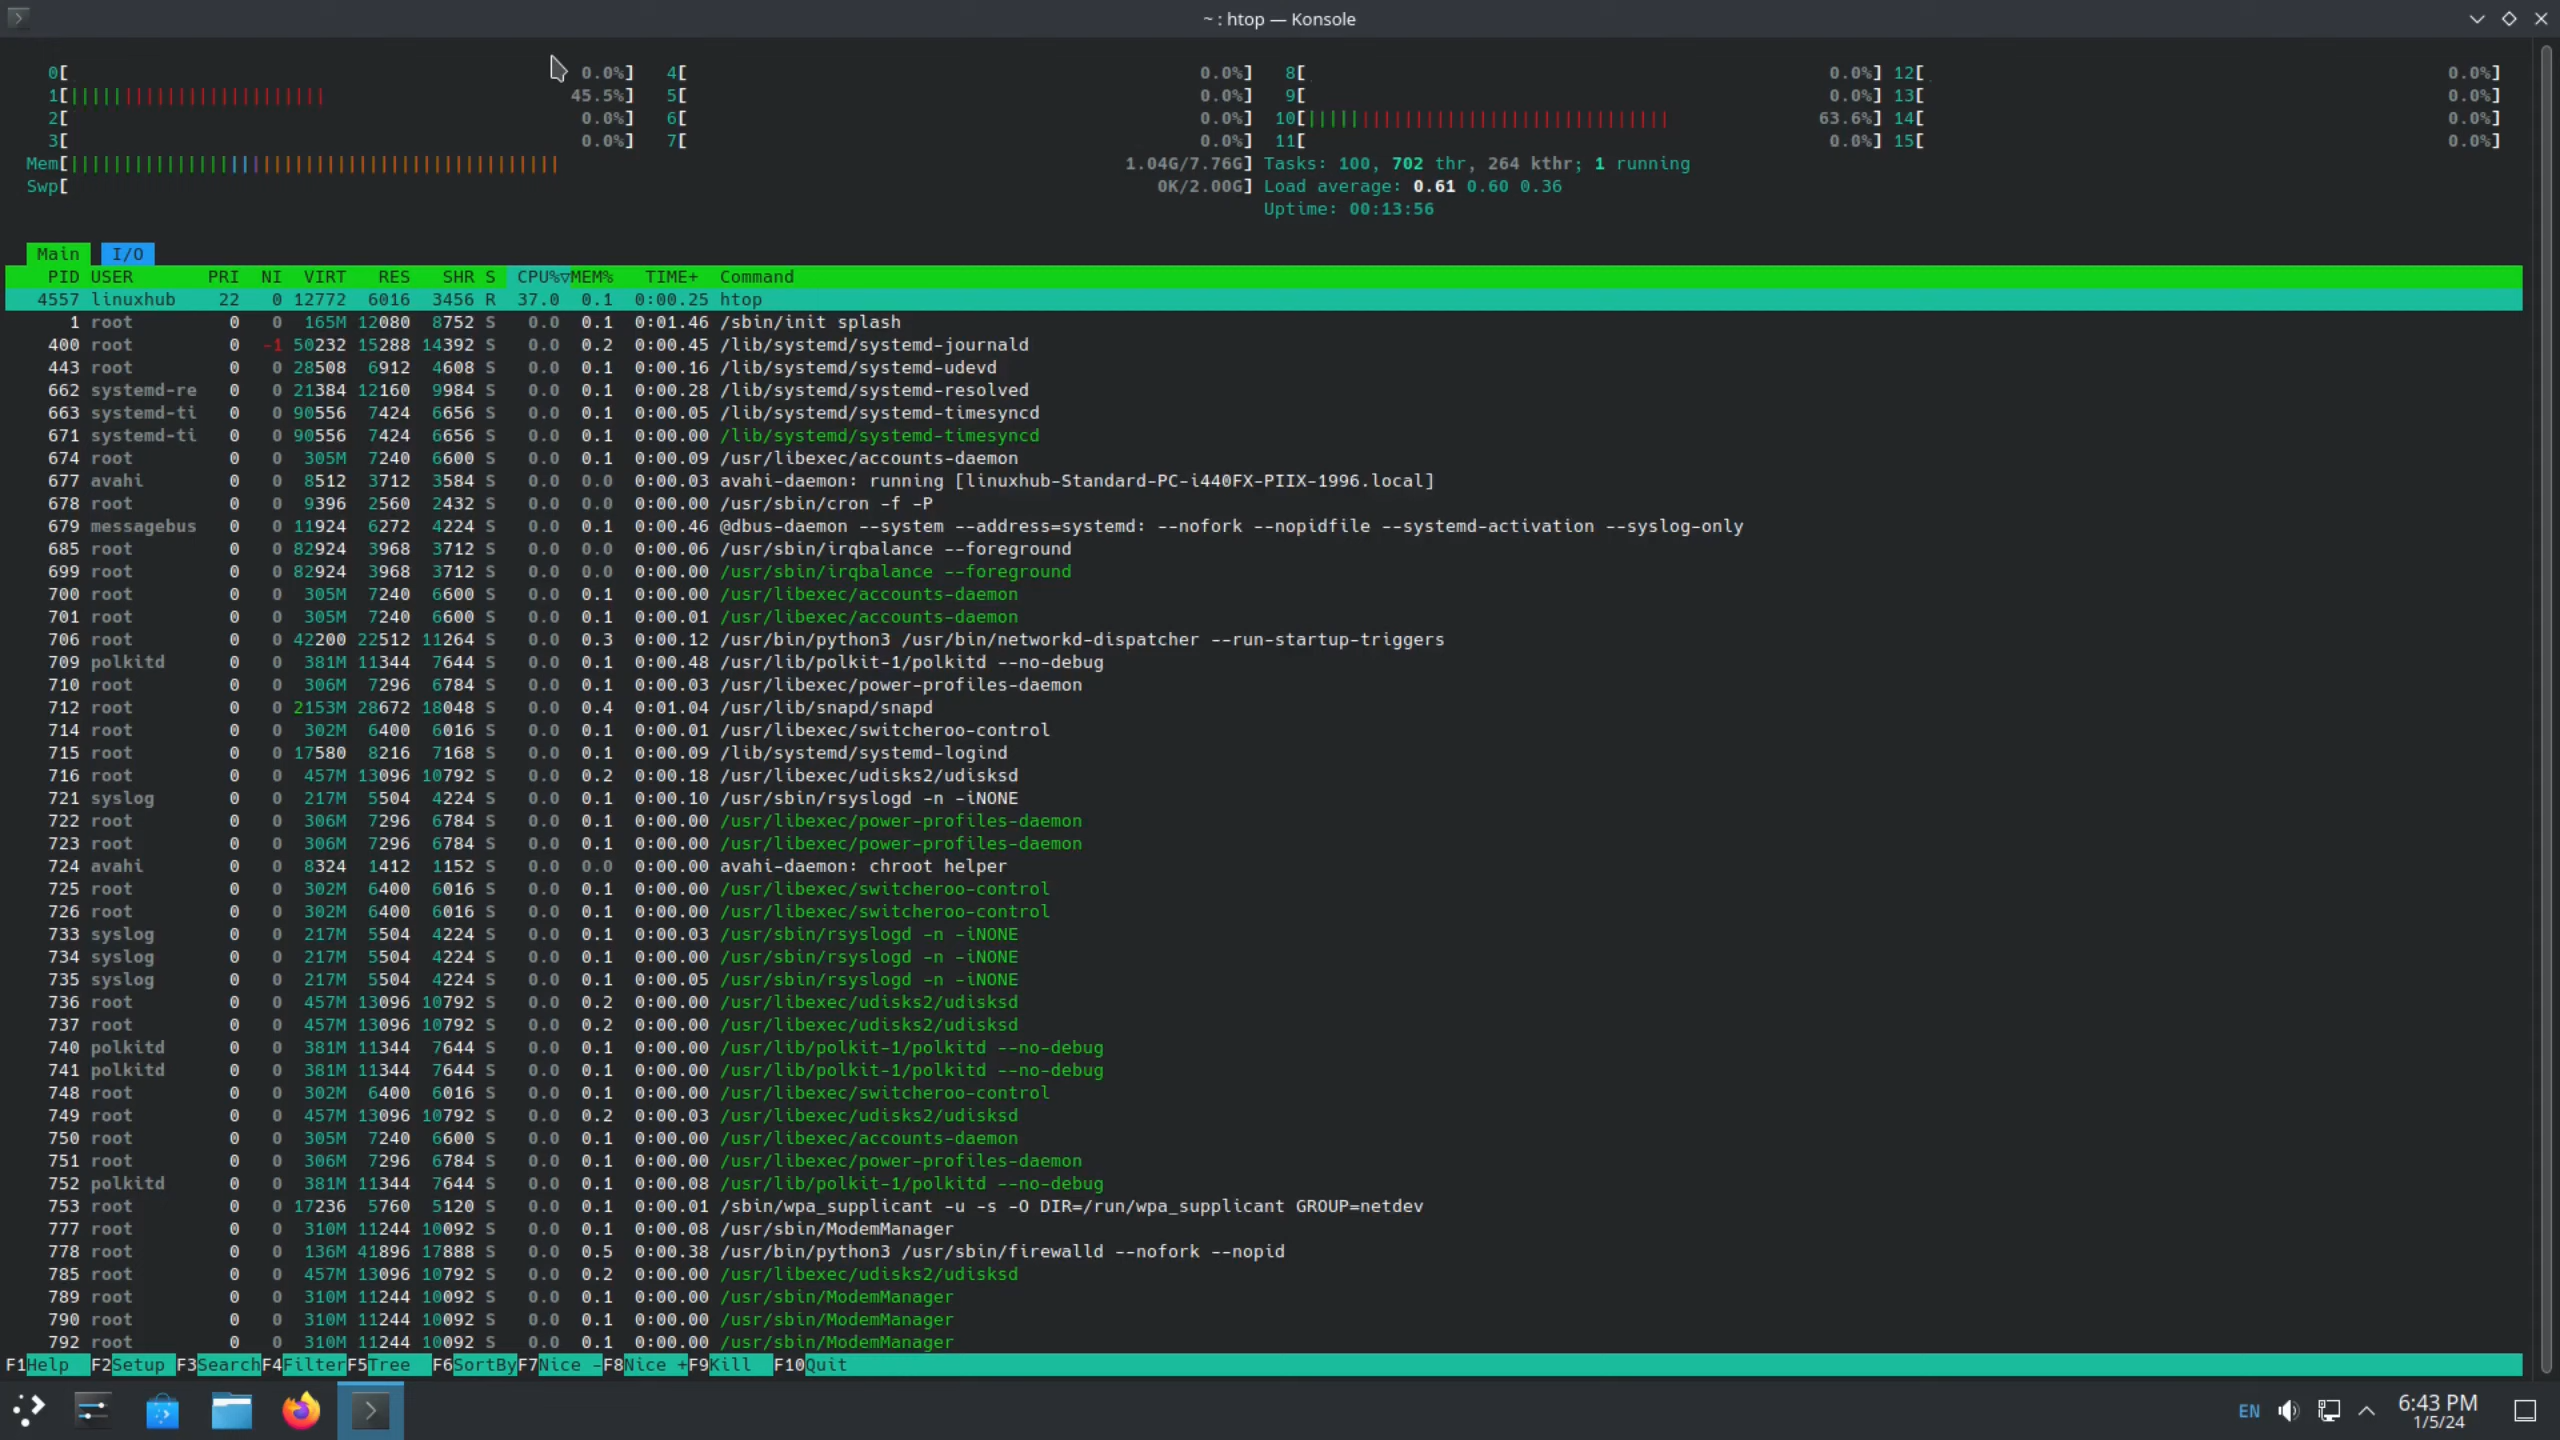 ~ : htop — Konsole
0[ 0.0%] 4[ 0.0%] 8[ 0.0%] 12[ 0.0%]
1[|||||||||||||||||||||||| 45.5%] 5[ 0.0%] 9[ 0.0%] 13[ 0.0%]
2[ 0.0%] 6[ 0.0%] 10[|||||||||||||||||||||||||||||||||| 63.6%] 14[ 0.0%]
3[ 0.0%] 7[ 0.0%] 11[ 0.0%] 15[ 0.0%]
Mem[|||||||||||||||||||||||||||||||||||||||||||||| 1.04G/7.76G] Tasks: 100, 702 thr, 264 kthr; 1 running
Swp[ 0K/2.00G] Load average: 0.61 0.60 0.36
Uptime: 00:13:56
Main I/O
PID USER PRI NI VIRT RES SHR S CPU%▽MEM% TIME+ Command
4557 linuxhub 22 0 12772 6016 3456 R 37.0 0.1 0:00.25 htop
1 root 0 0 165M 12080 8752 S 0.0 0.1 0:01.46 /sbin/init splash
400 root 0 -1 50232 15288 14392 S 0.0 0.2 0:00.45 /lib/systemd/systemd-journald
443 root 0 0 28508 6912 4608 S 0.0 0.1 0:00.16 /lib/systemd/systemd-udevd
662 systemd-re 0 0 21384 12160 9984 S 0.0 0.1 0:00.28 /lib/systemd/systemd-resolved
663 systemd-ti 0 0 90556 7424 6656 S 0.0 0.1 0:00.05 /lib/systemd/systemd-timesyncd
671 systemd-ti 0 0 90556 7424 6656 S 0.0 0.1 0:00.00 /lib/systemd/systemd-timesyncd
674 root 0 0 305M 7240 6600 S 0.0 0.1 0:00.09 /usr/libexec/accounts-daemon
677 avahi 0 0 8512 3712 3584 S 0.0 0.0 0:00.03 avahi-daemon: running [linuxhub-Standard-PC-i440FX-PIIX-1996.local]
678 root 0 0 9396 2560 2432 S 0.0 0.0 0:00.00 /usr/sbin/cron -f -P
679 messagebus 0 0 11924 6272 4224 S 0.0 0.1 0:00.46 @dbus-daemon --system --address=systemd: --nofork --nopidfile --systemd-activation --syslog-only
685 root 0 0 82924 3968 3712 S 0.0 0.0 0:00.06 /usr/sbin/irqbalance --foreground
699 root 0 0 82924 3968 3712 S 0.0 0.0 0:00.00 /usr/sbin/irqbalance --foreground
700 root 0 0 305M 7240 6600 S 0.0 0.1 0:00.00 /usr/libexec/accounts-daemon
701 root 0 0 305M 7240 6600 S 0.0 0.1 0:00.01 /usr/libexec/accounts-daemon
706 root 0 0 42200 22512 11264 S 0.0 0.3 0:00.12 /usr/bin/python3 /usr/bin/networkd-dispatcher --run-startup-triggers
709 polkitd 0 0 381M 11344 7644 S 0.0 0.1 0:00.48 /usr/lib/polkit-1/polkitd --no-debug
710 root 0 0 306M 7296 6784 S 0.0 0.1 0:00.03 /usr/libexec/power-profiles-daemon
712 root 0 0 2153M 28672 18048 S 0.0 0.4 0:01.04 /usr/lib/snapd/snapd
714 root 0 0 302M 6400 6016 S 0.0 0.1 0:00.01 /usr/libexec/switcheroo-control
715 root 0 0 17580 8216 7168 S 0.0 0.1 0:00.09 /lib/systemd/systemd-logind
716 root 0 0 457M 13096 10792 S 0.0 0.2 0:00.18 /usr/libexec/udisks2/udisksd
721 syslog 0 0 217M 5504 4224 S 0.0 0.1 0:00.10 /usr/sbin/rsyslogd -n -iNONE
722 root 0 0 306M 7296 6784 S 0.0 0.1 0:00.00 /usr/libexec/power-profiles-daemon
723 root 0 0 306M 7296 6784 S 0.0 0.1 0:00.00 /usr/libexec/power-profiles-daemon
724 avahi 0 0 8324 1412 1152 S 0.0 0.0 0:00.00 avahi-daemon: chroot helper
725 root 0 0 302M 6400 6016 S 0.0 0.1 0:00.00 /usr/libexec/switcheroo-control
726 root 0 0 302M 6400 6016 S 0.0 0.1 0:00.00 /usr/libexec/switcheroo-control
733 syslog 0 0 217M 5504 4224 S 0.0 0.1 0:00.03 /usr/sbin/rsyslogd -n -iNONE
734 syslog 0 0 217M 5504 4224 S 0.0 0.1 0:00.00 /usr/sbin/rsyslogd -n -iNONE
735 syslog 0 0 217M 5504 4224 S 0.0 0.1 0:00.05 /usr/sbin/rsyslogd -n -iNONE
736 root 0 0 457M 13096 10792 S 0.0 0.2 0:00.00 /usr/libexec/udisks2/udisksd
737 root 0 0 457M 13096 10792 S 0.0 0.2 0:00.00 /usr/libexec/udisks2/udisksd
740 polkitd 0 0 381M 11344 7644 S 0.0 0.1 0:00.00 /usr/lib/polkit-1/polkitd --no-debug
741 polkitd 0 0 381M 11344 7644 S 0.0 0.1 0:00.00 /usr/lib/polkit-1/polkitd --no-debug
748 root 0 0 302M 6400 6016 S 0.0 0.1 0:00.00 /usr/libexec/switcheroo-control
749 root 0 0 457M 13096 10792 S 0.0 0.2 0:00.03 /usr/libexec/udisks2/udisksd
750 root 0 0 305M 7240 6600 S 0.0 0.1 0:00.00 /usr/libexec/accounts-daemon
751 root 0 0 306M 7296 6784 S 0.0 0.1 0:00.00 /usr/libexec/power-profiles-daemon
752 polkitd 0 0 381M 11344 7644 S 0.0 0.1 0:00.08 /usr/lib/polkit-1/polkitd --no-debug
753 root 0 0 17236 5760 5120 S 0.0 0.1 0:00.01 /sbin/wpa_supplicant -u -s -O DIR=/run/wpa_supplicant GROUP=netdev
777 root 0 0 310M 11244 10092 S 0.0 0.1 0:00.08 /usr/sbin/ModemManager
778 root 0 0 136M 41896 17888 S 0.0 0.5 0:00.38 /usr/bin/python3 /usr/sbin/firewalld --nofork --nopid
785 root 0 0 457M 13096 10792 S 0.0 0.2 0:00.00 /usr/libexec/udisks2/udisksd
789 root 0 0 310M 11244 10092 S 0.0 0.1 0:00.00 /usr/sbin/ModemManager
790 root 0 0 310M 11244 10092 S 0.0 0.1 0:00.00 /usr/sbin/ModemManager
792 root 0 0 310M 11244 10092 S 0.0 0.1 0:00.00 /usr/sbin/ModemManager
F1Help F2Setup F3SearchF4FilterF5Tree F6SortByF7Nice -F8Nice +F9Kill F10Quit
EN 6:43 PM
1/5/24